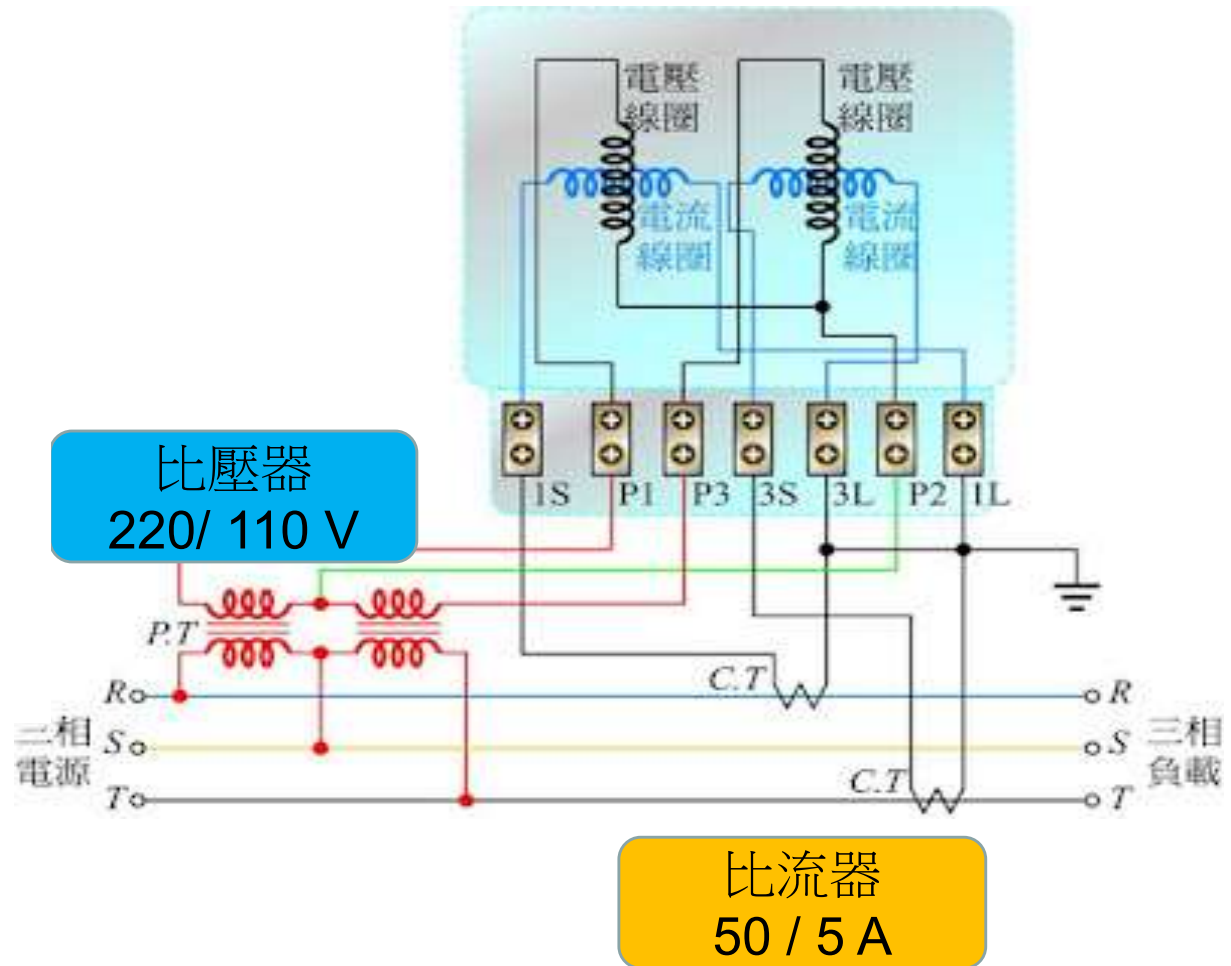 電壓
線圈
電壓
線圈
電流
線圈
電流
線圈
比壓器
220/ 110 V
1S P1 P3 3S 3L P2 1L
P.T
C.T
R
R
三相
電源
S
S
三相
負載
C.T
T
T
比流器
50 / 5 A